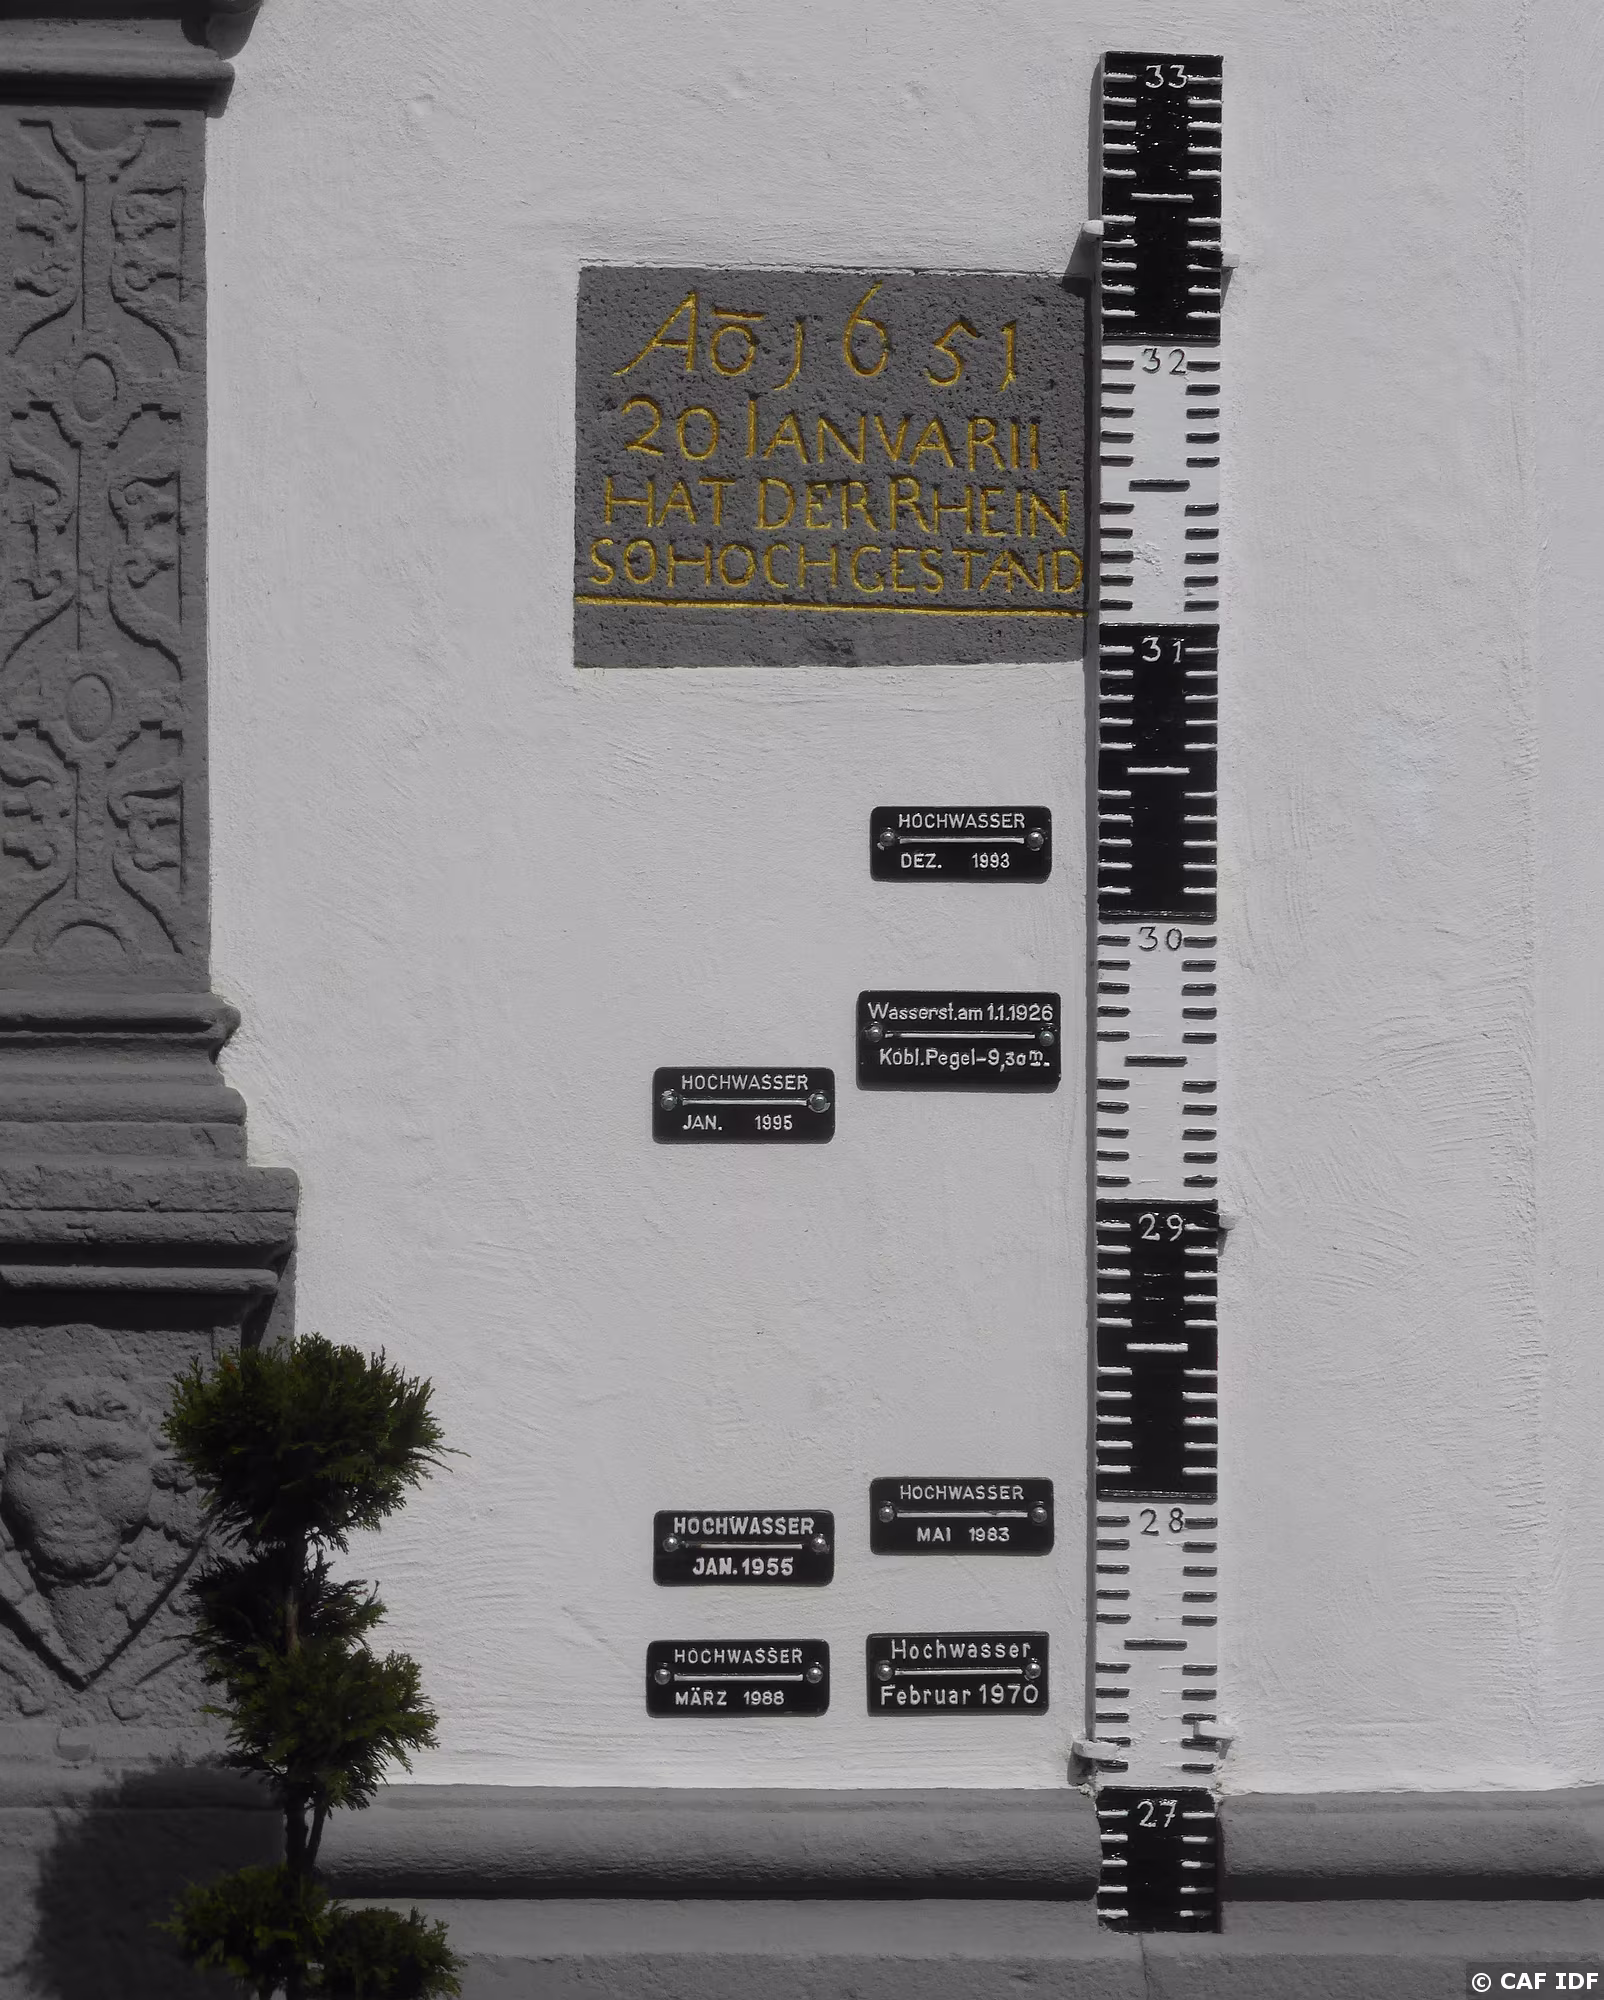 33
Aō 1651
20 IANVARII
HAT DER RHEIN
SO HOCH GESTAND
32
31
HOCHWASSER
DEZ. 1993
30
Wasserst.am 1.1.1926
Kobl.Pegel-9,30m.
HOCHWASSER
JAN. 1995
29
HOCHWASSER
MAI 1983
28
HOCHWASSER
JAN. 1955
Hochwasser
Februar 1970
HOCHWASSER
MÄRZ 1988
27
© CAF IDF